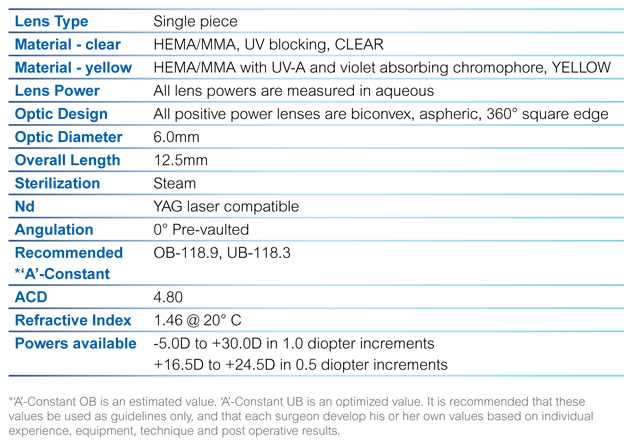 Lens Type Single piece
Material - clear HEMA/MMA, UV blocking, CLEAR
Material - yellow HEMA/MMA with UV-A and violet absorbing chromophore, YELLOW
Lens Power All lens powers are measured in aqueous
Optic Design All positive power lenses are biconvex, aspheric, 360° square edge
Optic Diameter 6.0mm
Overall Length 12.5mm
Sterilization Steam
Nd YAG laser compatible
Angulation 0° Pre-vaulted
Recommended OB-118.9, UB-118.3
*‘A’-Constant
ACD 4.80
Refractive Index 1.46 @ 20° C
Powers available -5.0D to +30.0D in 1.0 diopter increments
+16.5D to +24.5D in 0.5 diopter increments
*‘A’-Constant OB is an estimated value. ‘A’-Constant UB is an optimized value. It is recommended that these
values be used as guidelines only, and that each surgeon develop his or her own values based on individual
experience, equipment, technique and post operative results.